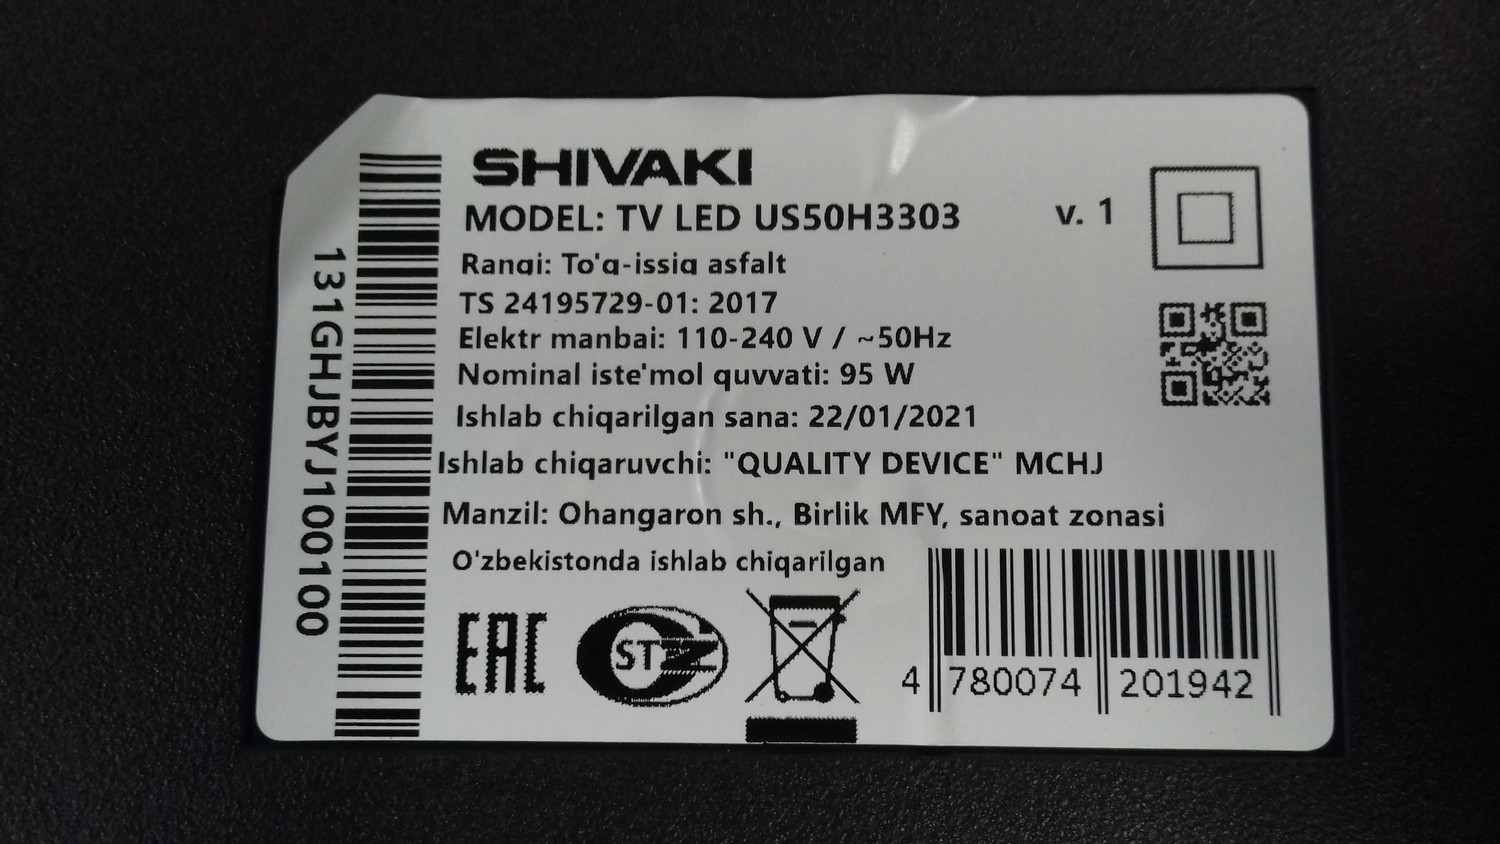 SHIVAKI
MODEL: TV LED US50H3303 v. 1
Rangi: To'q-issiq asfalt
TS 24195729-01: 2017
Elektr manbai: 110-240 V / ~50Hz
Nominal iste'mol quvvati: 95 W
Ishlab chiqarilgan sana: 22/01/2021
Ishlab chiqaruvchi: "QUALITY DEVICE" MCHJ
Manzil: Ohangaron sh., Birlik MFY, sanoat zonasi
O'zbekistonda ishlab chiqarilgan
EAC
ST
4 780074 201942
131GHJBYJ100100